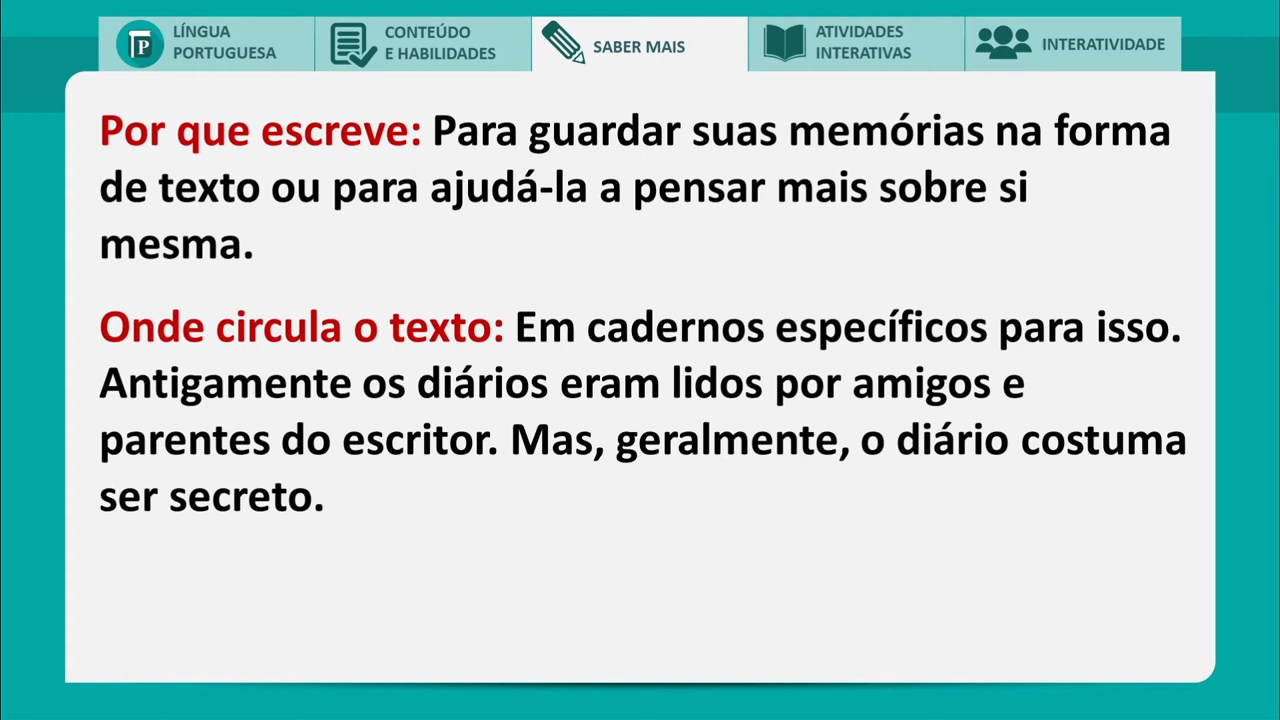 LÍNGUA
PORTUGUESA
CONTEÚDO
E HABILIDADES
SABER MAIS
ATIVIDADES
INTERATIVAS
INTERATIVIDADE
Por que escreve: Para guardar suas memórias na forma
de texto ou para ajudá-la a pensar mais sobre si
mesma.
Onde circula o texto: Em cadernos específicos para isso.
Antigamente os diários eram lidos por amigos e
parentes do escritor. Mas, geralmente, o diário costuma
ser secreto.